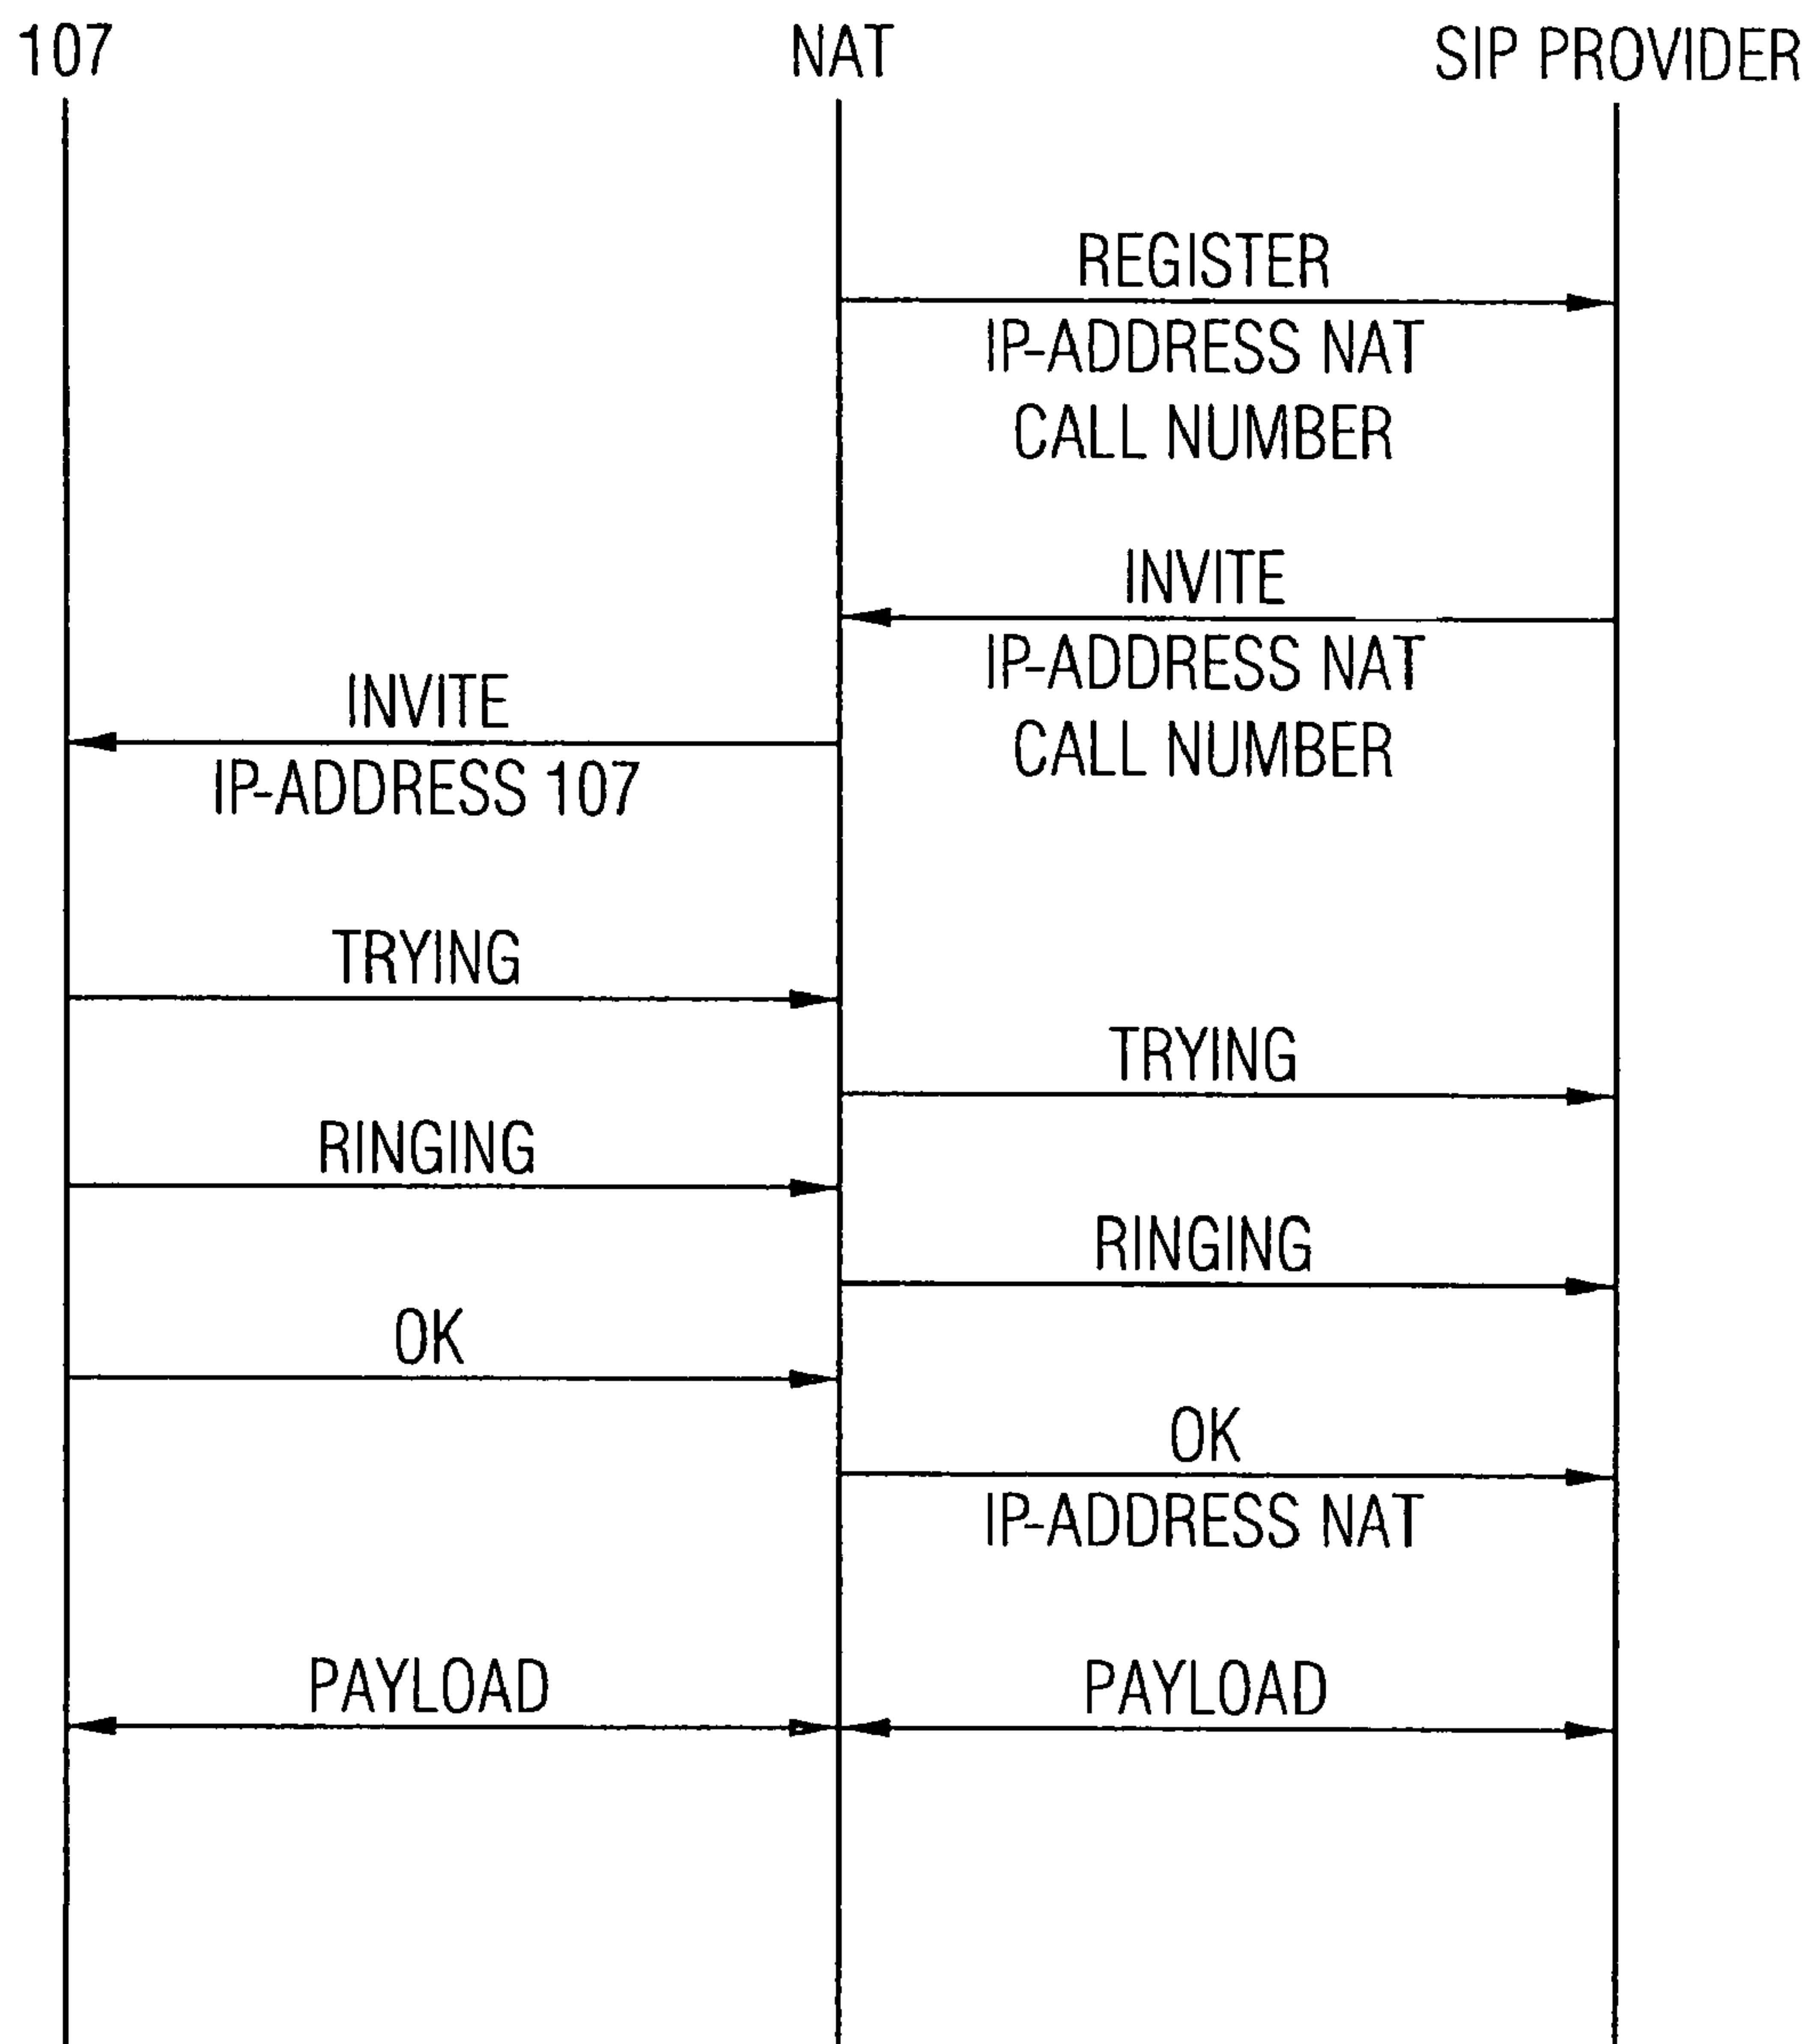 107
NAT
SIP PROVIDER
REGISTER
IP-ADDRESS NAT
CALL NUMBER
INVITE
IP-ADDRESS NAT
CALL NUMBER
INVITE
IP-ADDRESS 107
TRYING
TRYING
RINGING
RINGING
OK
OK
IP-ADDRESS NAT
PAYLOAD
PAYLOAD